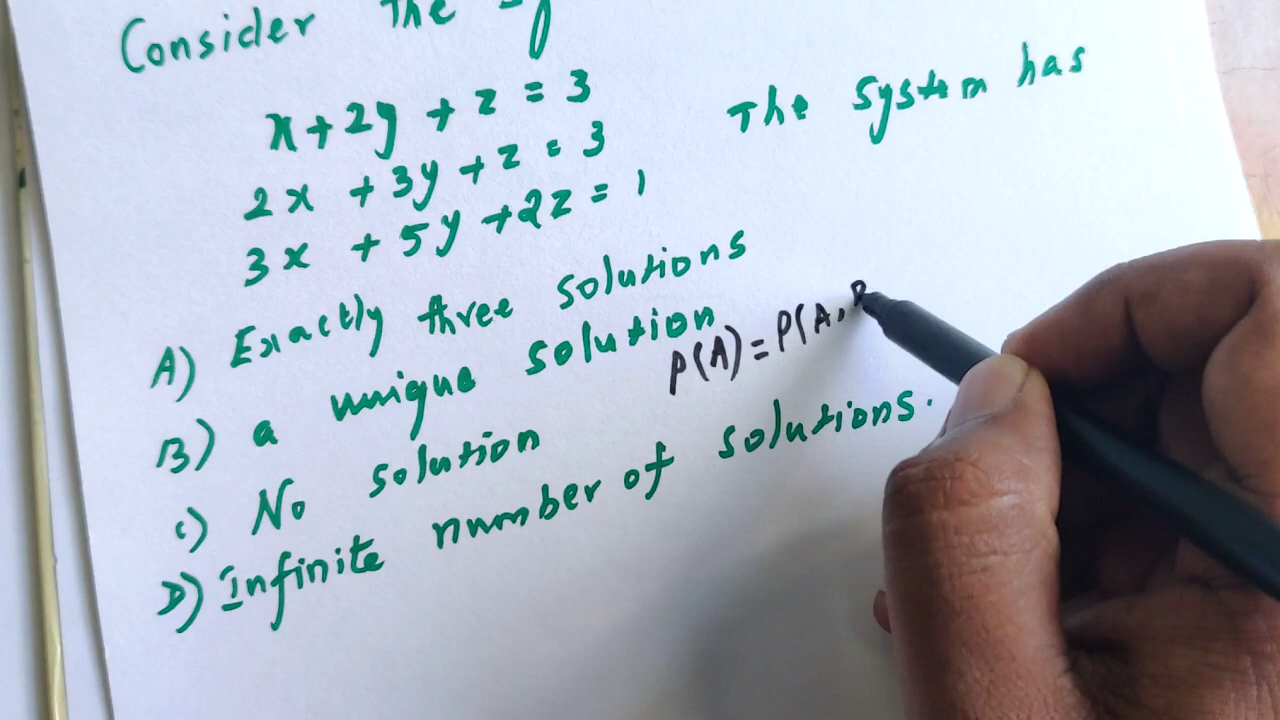 Consider the
x + 2y + z = 3
The system has
2x + 3y + z = 3
3x + 5y + 2z = 1
A) Exactly three solutions
B) a unique solution
ρ(A) = ρ(A,
C) No solution
D) Infinite number of solutions.